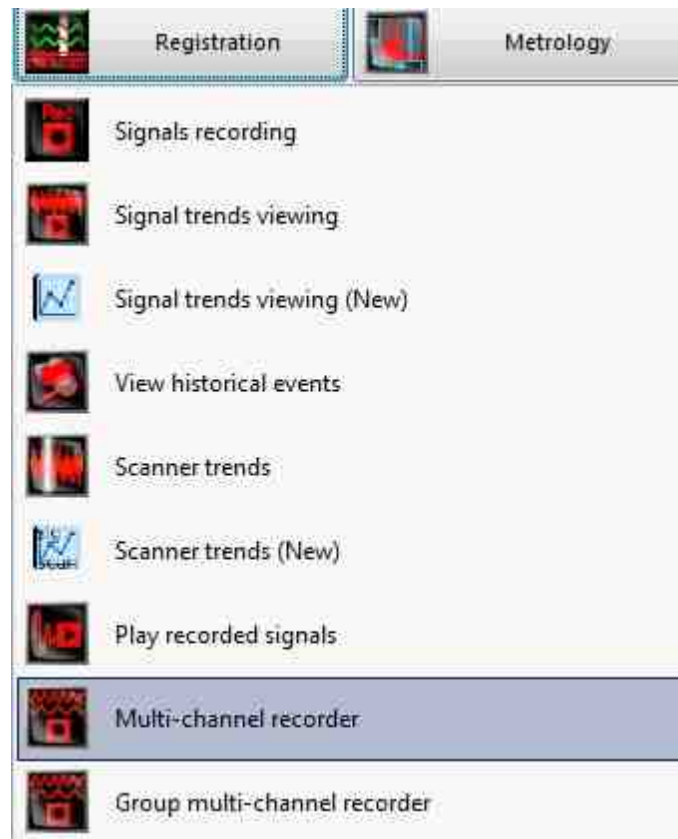 Registration
Metrology
Signals recording
Signal trends viewing
Signal trends viewing (New)
View historical events
Scanner trends
Scanner trends (New)
Play recorded signals
Multi-channel recorder
Group multi-channel recorder